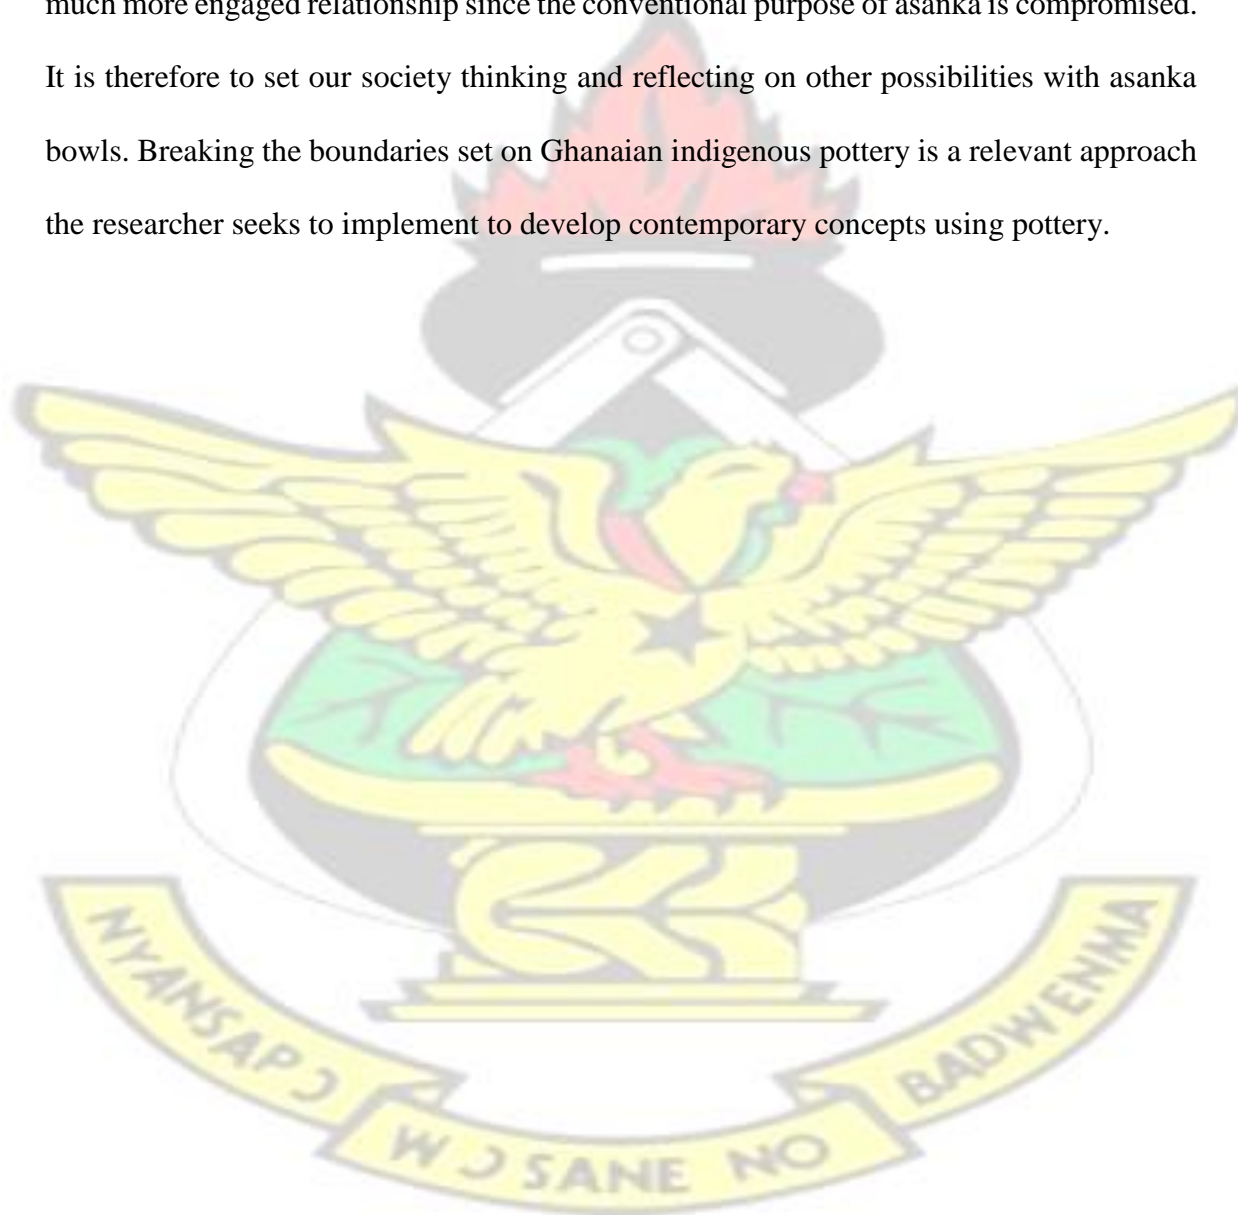 much more engaged relationship since the conventional purpose of asanka is compromised.
It is therefore to set our society thinking and reflecting on other possibilities with asanka
bowls. Breaking the boundaries set on Ghanaian indigenous pottery is a relevant approach
the researcher seeks to implement to develop contemporary concepts using pottery.
NYANSAPƆ
WƆSANE NO
BADWENMA